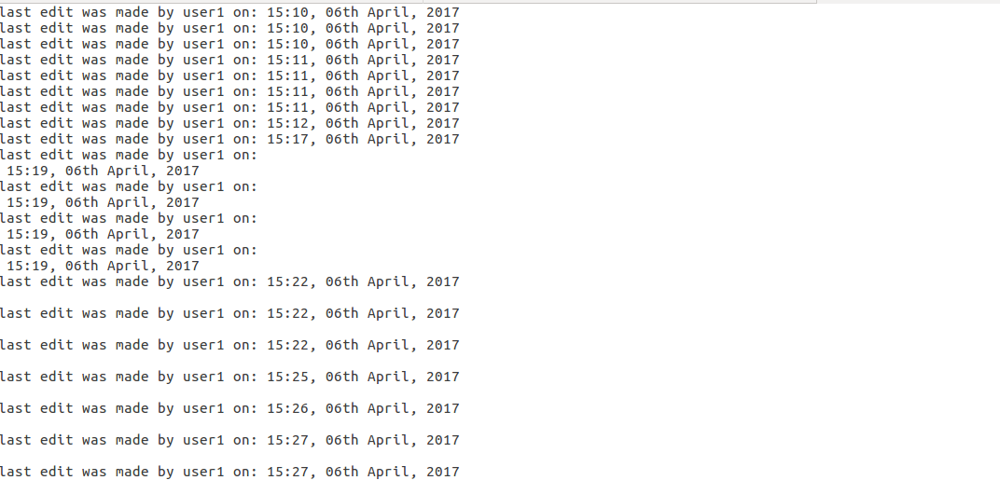 last edit was made by user1 on: 15:10, 06th April, 2017
last edit was made by user1 on: 15:10, 06th April, 2017
last edit was made by user1 on: 15:10, 06th April, 2017
last edit was made by user1 on: 15:11, 06th April, 2017
last edit was made by user1 on: 15:11, 06th April, 2017
last edit was made by user1 on: 15:11, 06th April, 2017
last edit was made by user1 on: 15:11, 06th April, 2017
last edit was made by user1 on: 15:12, 06th April, 2017
last edit was made by user1 on: 15:17, 06th April, 2017
last edit was made by user1 on:
 15:19, 06th April, 2017
last edit was made by user1 on:
 15:19, 06th April, 2017
last edit was made by user1 on:
 15:19, 06th April, 2017
last edit was made by user1 on:
 15:19, 06th April, 2017
last edit was made by user1 on: 15:22, 06th April, 2017
last edit was made by user1 on: 15:22, 06th April, 2017
last edit was made by user1 on: 15:22, 06th April, 2017
last edit was made by user1 on: 15:25, 06th April, 2017
last edit was made by user1 on: 15:26, 06th April, 2017
last edit was made by user1 on: 15:27, 06th April, 2017
last edit was made by user1 on: 15:27, 06th April, 2017